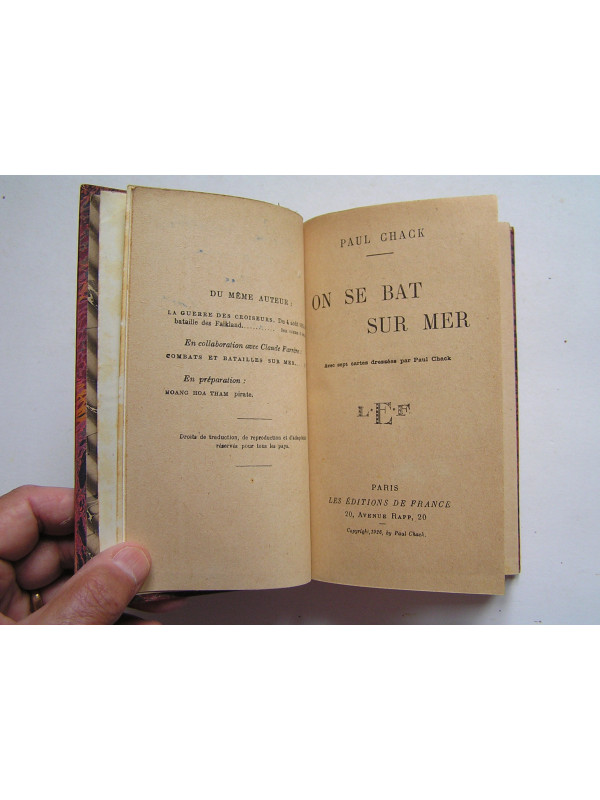 DU MÊME AUTEUR :
LA GUERRE DES CROISEURS. Du 4 août
bataille des Falkland
En collaboration avec Claude Farrère :
COMBATS ET BATAILLES SUR MER.
En préparation :
HOANG HOA THAM pirate.
Droits de traduction, de reproduction et
réservés pour tous les pays.
PAUL CHACK
ON SE BAT
SUR MER
Avec sept cartes dressées par Paul Chack
L·E·F
PARIS
LES ÉDITIONS DE FRANCE
20, AVENUE RAPP, 20
Copyright, 1926, by Paul Chack.